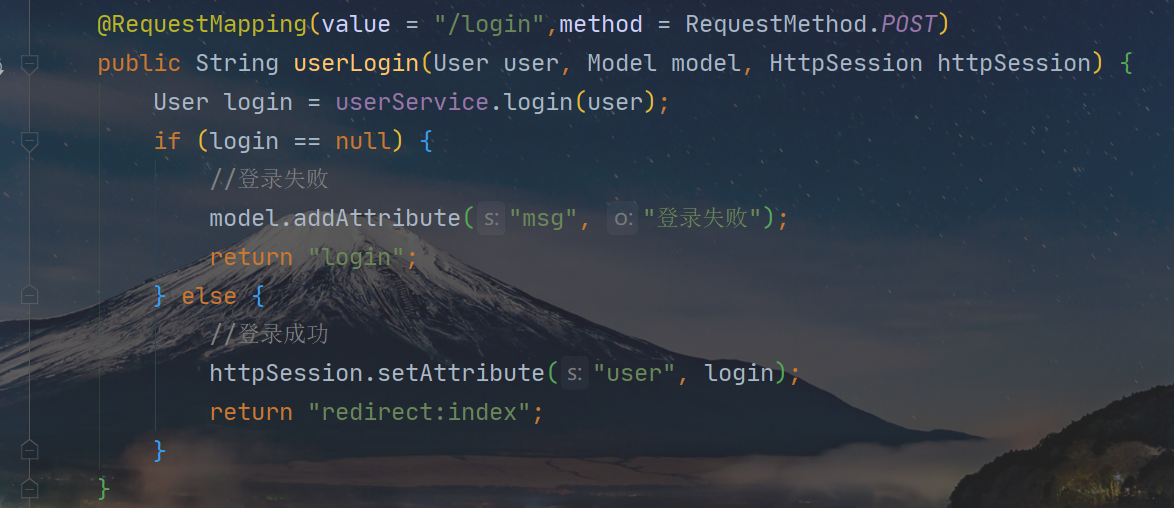 @RequestMapping(value = "/login",method = RequestMethod.POST)
public String userLogin(User user, Model model, HttpSession httpSession) {
User login = userService.login(user);
if (login == null) {
//登录失败
model.addAttribute( s: "msg", o: "登录失败");
return "login";
} else {
//登录成功
httpSession.setAttribute( s: "user", login);
return "redirect:index";
}
}